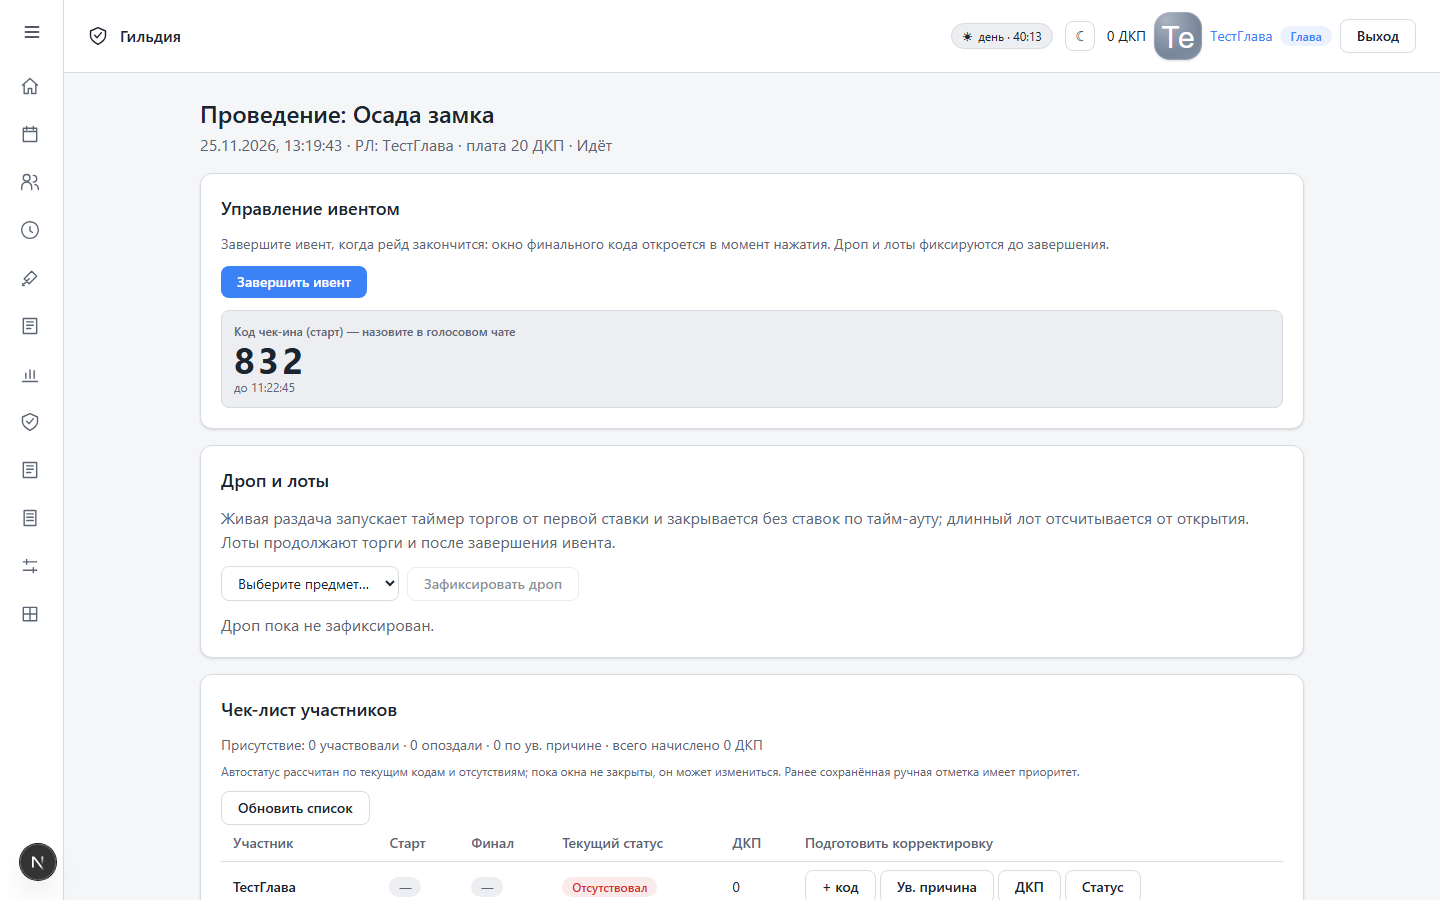 Гильдия
☀ день · 40:13
☾
0 ДКП
Te
ТестГлава
Глава
Выход
Проведение: Осада замка
25.11.2026, 13:19:43 · РЛ: ТестГлава · плата 20 ДКП · Идёт
Управление ивентом
Завершите ивент, когда рейд закончится: окно финального кода откроется в момент нажатия. Дроп и лоты фиксируются до завершения.
Завершить ивент
Код чек-ина (старт) — назовите в голосовом чате
832
до 11:22:45
Дроп и лоты
Живая раздача запускает таймер торгов от первой ставки и закрывается без ставок по тайм-ауту; длинный лот отсчитывается от открытия.
Лоты продолжают торги и после завершения ивента.
Выберите предмет... Зафиксировать дроп
Дроп пока не зафиксирован.
Чек-лист участников
Присутствие: 0 участвовали · 0 опоздали · 0 по ув. причине · всего начислено 0 ДКП
Автостатус рассчитан по текущим кодам и отсутствиям; пока окна не закрыты, он может измениться. Ранее сохранённая ручная отметка имеет приоритет.
Обновить список
Участник Старт Финал Текущий статус ДКП Подготовить корректировку
ТестГлава — — Отсутствовал 0 + код Ув. причина ДКП Статус
N